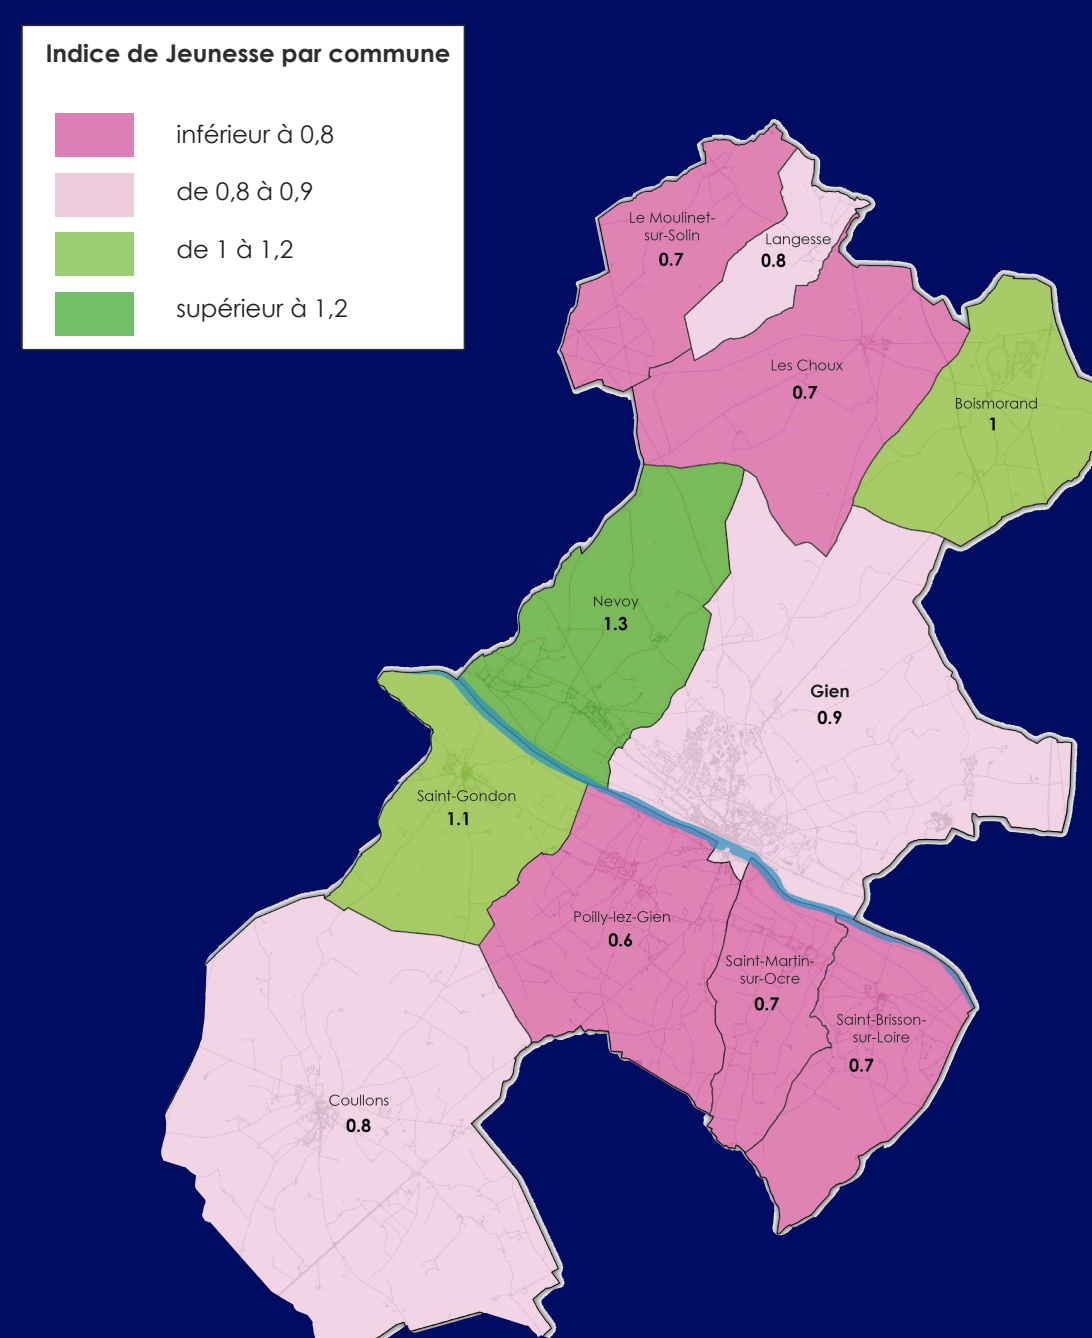 Indice de Jeunesse par commune
inférieur à 0,8
de 0,8 à 0,9
de 1 à 1,2
supérieur à 1,2
Le Moulinet-
sur-Solin
0.7
Langesse
0.8
Les Choux
0.7
Boismorand
1
Nevoy
1.3
Gien
0.9
Saint-Gondon
1.1
Poilly-lez-Gien
0.6
Saint-Martin-
sur-Ocre
0.7
Saint-Brisson-
sur-Loire
0.7
Coullons
0.8